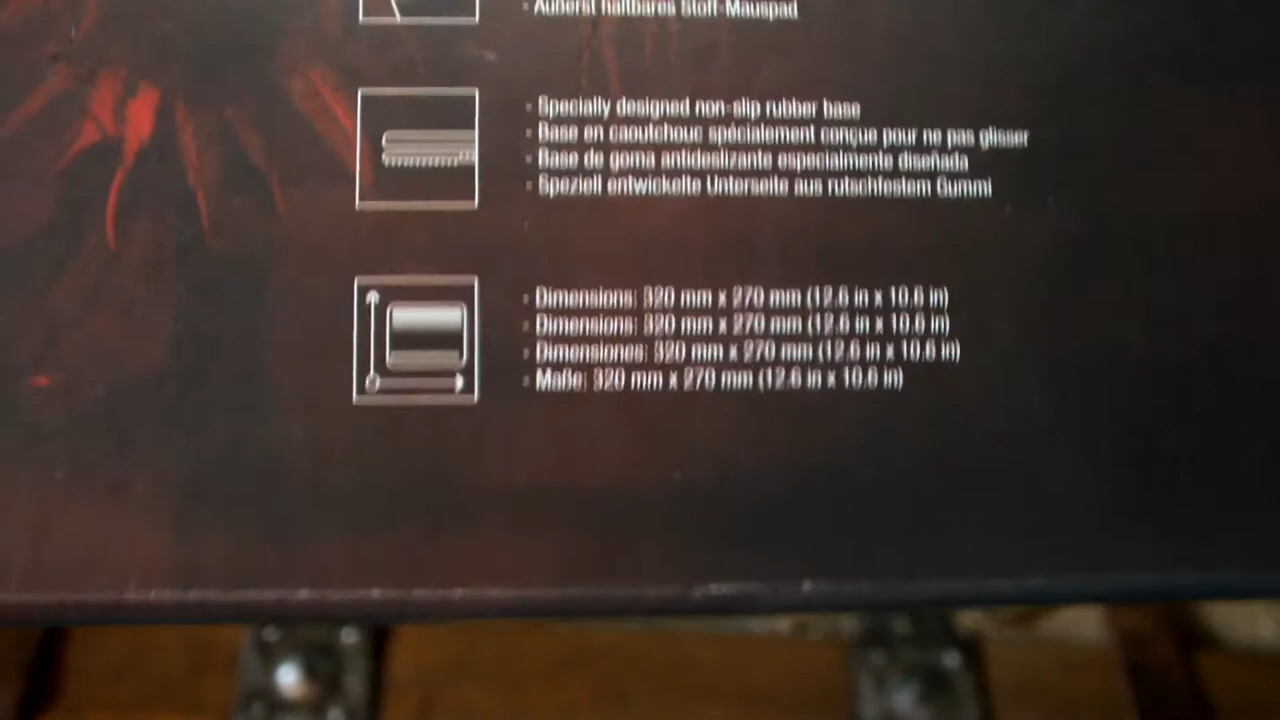 - Äußerst haltbares Stoff-Mauspad
- Specially designed non-slip rubber base
- Base en caoutchouc spécialement conçue pour ne pas glisser
- Base de goma antideslizante especialmente diseñada
- Speziell entwickelte Unterseite aus rutschfestem Gummi
- Dimensions: 320 mm x 270 mm (12.6 in x 10.6 in)
- Dimensions: 320 mm x 270 mm (12.6 in x 10.6 in)
- Dimensiones: 320 mm x 270 mm (12.6 in x 10.6 in)
- Maße: 320 mm x 270 mm (12.6 in x 10.6 in)